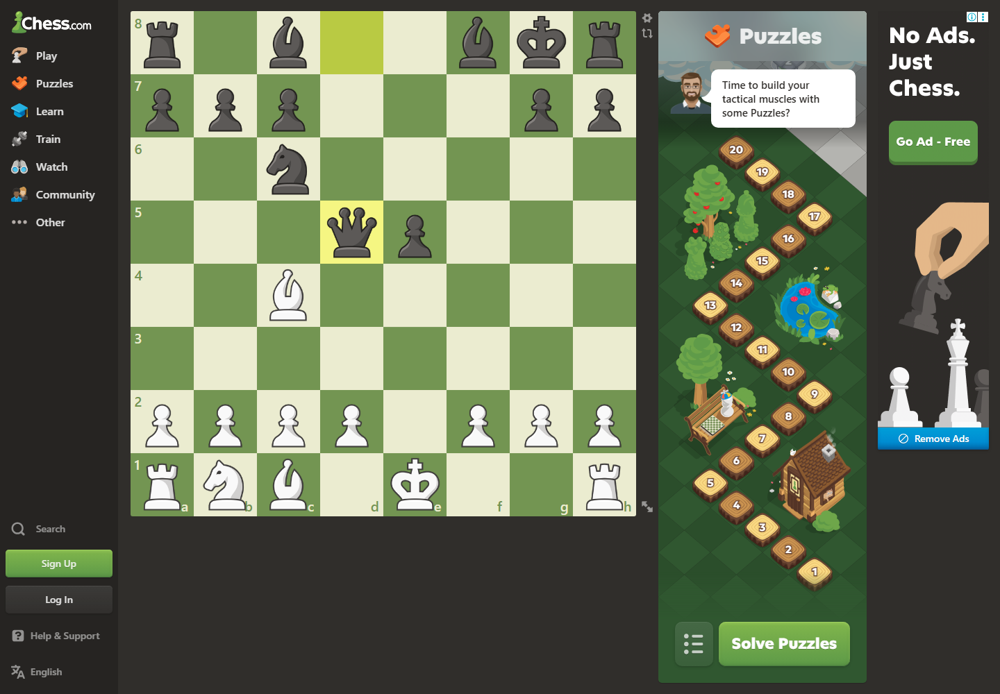 Chess.com
Play
Puzzles
Learn
Train
Watch
Community
Other
Search
Sign Up
Log In
Help & Support
English
8
7
6
5
4
3
2
1
a
b
c
d
e
f
g
h
Puzzles
Time to build your
tactical muscles with
some Puzzles?
20
19
18
17
16
15
14
13
12
11
10
9
8
7
6
5
4
3
2
1
Solve Puzzles
No Ads.
Just
Chess.
Go Ad - Free
Remove Ads